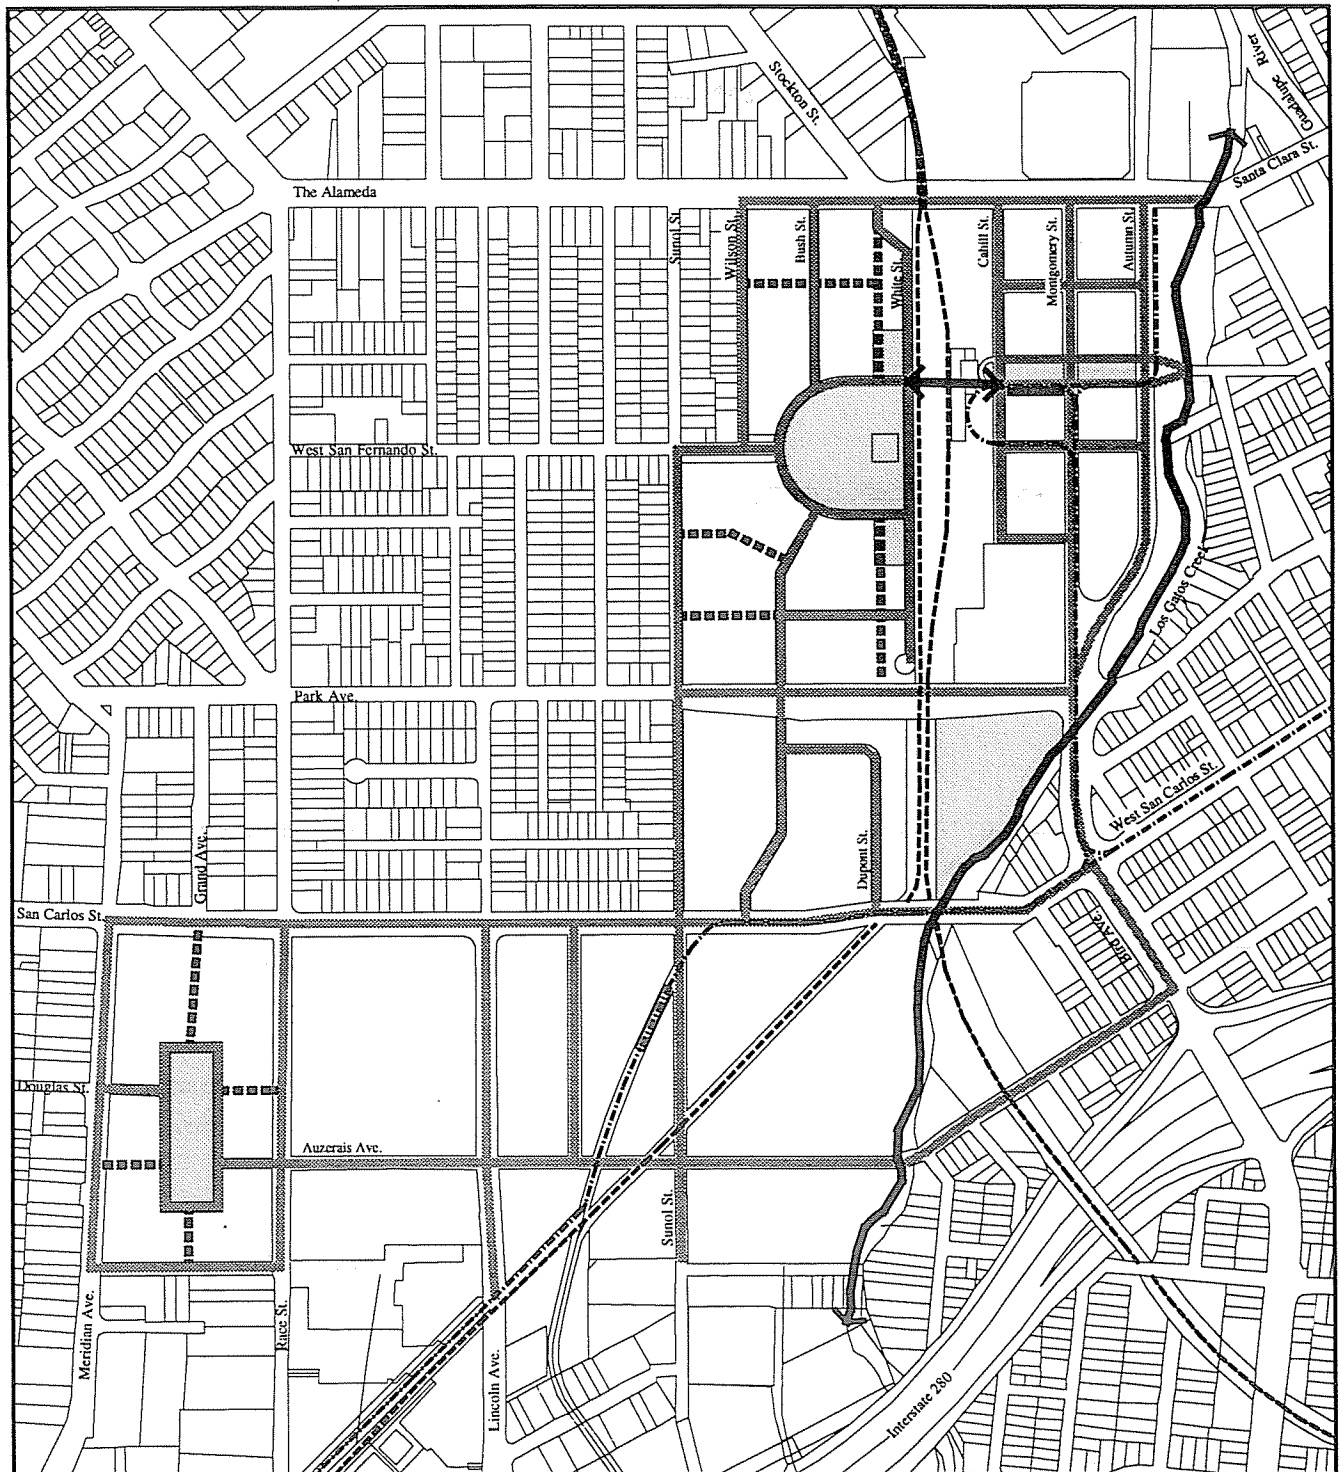 River
Guadalupe
Stockton St.
Santa Clara St.
The Alameda
Sunol St.
Wilson St.
Bush St.
White St.
Cahill St.
Montgomery St.
Autumn St.
West San Fernando St.
Los Gatos Creek
Park Ave.
West San Carlos St.
Grand Ave.
Dupont St.
San Carlos St.
Bird Ave.
Douglas St.
Auzerais Ave.
Sunol St.
Meridian Ave.
Race St.
Lincoln Ave.
Interstate 280